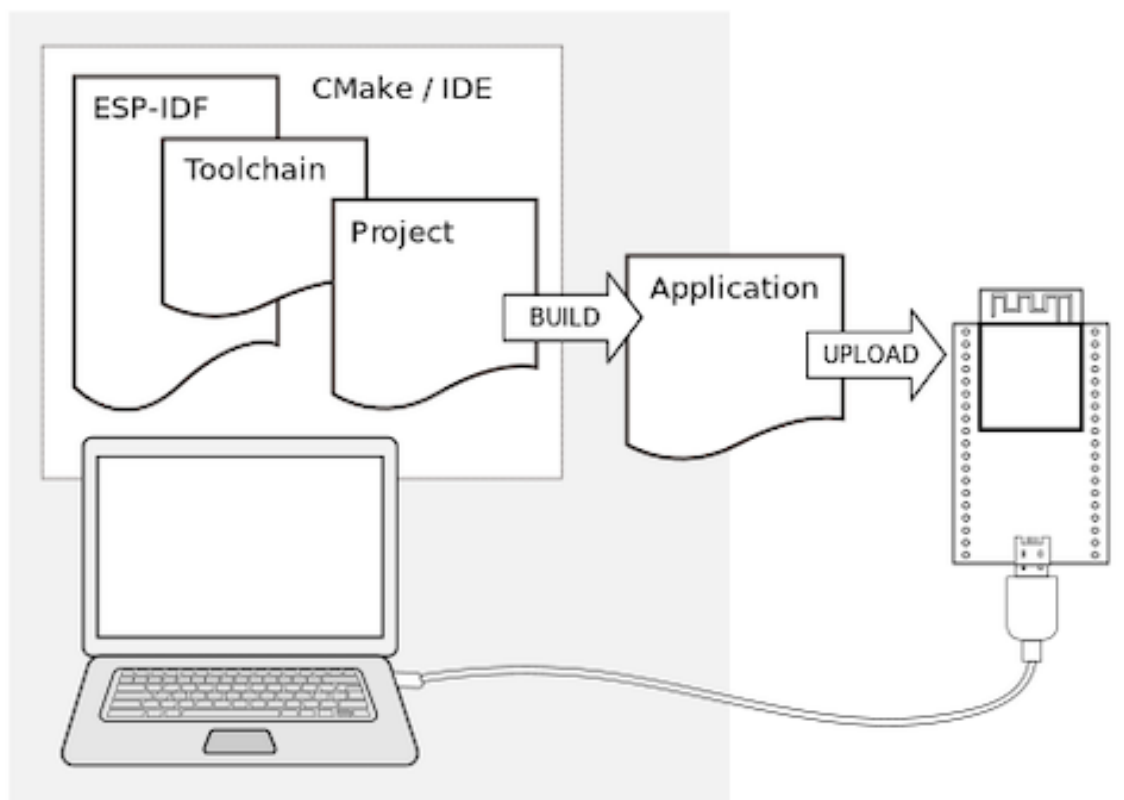 CMake / IDE
ESP-IDF
Toolchain
Project
BUILD
Application
UPLOAD